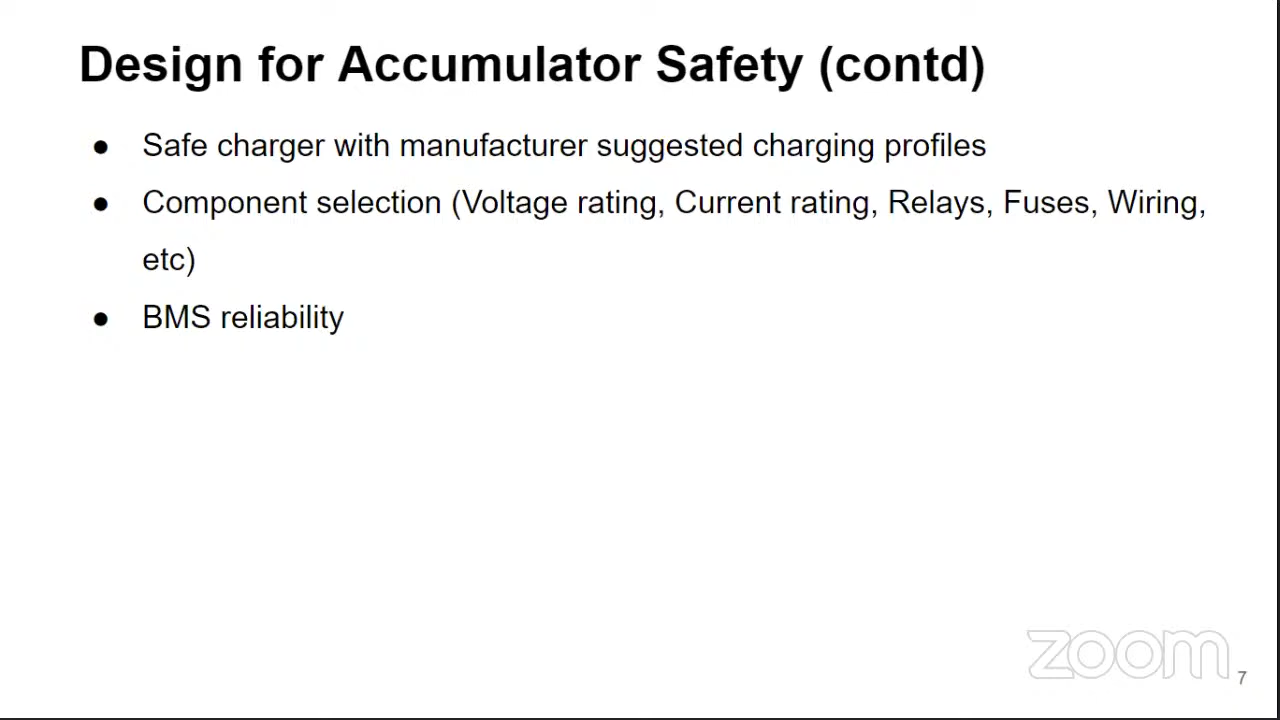 Design for Accumulator Safety (contd)
● Safe charger with manufacturer suggested charging profiles
● Component selection (Voltage rating, Current rating, Relays, Fuses, Wiring,
etc)
● BMS reliability
zoom
7